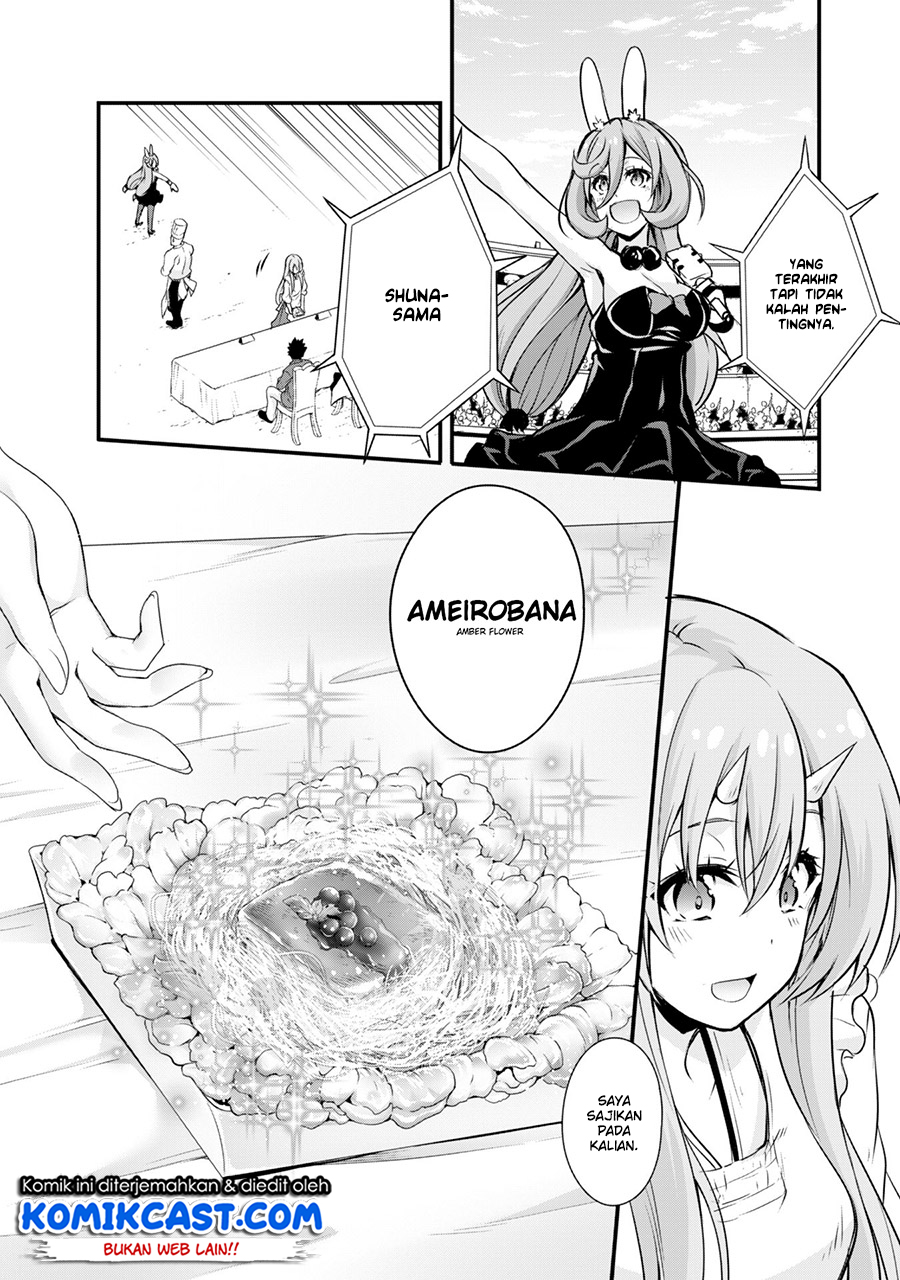 YANG
TERAKHIR
TAPI TIDAK
KALAH PEN-
TINGNYA.
SHUNA-
SAMA
AMEIROBANA
AMBER FLOWER
SAYA
SAJIKAN
PADA
KALIAN.
Komik ini diterjemahkan & diedit oleh
KOMIKCAST.COM
BUKAN WEB LAIN!!